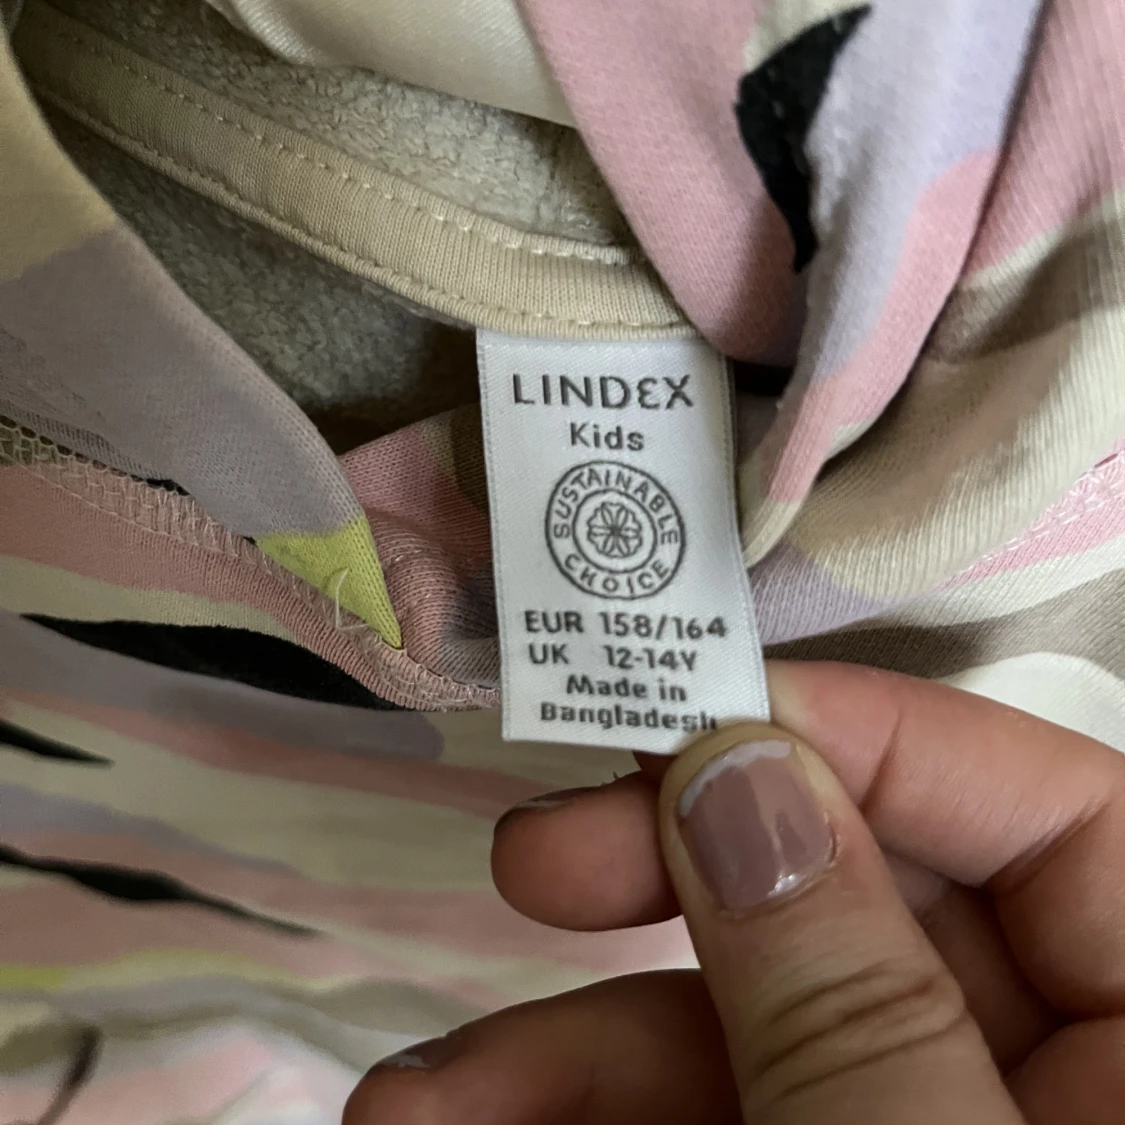 LINDEX
Kids
SUSTAINABLE
CHOICE
EUR 158/164
UK 12-14Y
Made in
Bangladesh